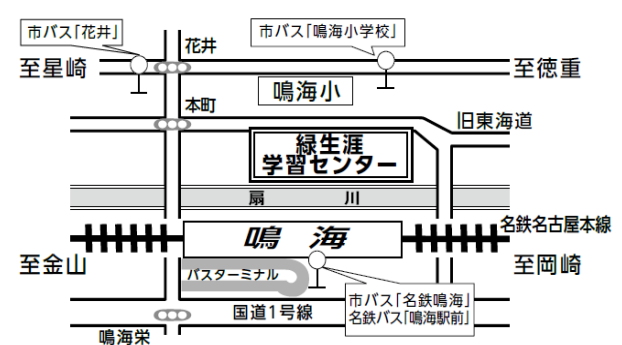 市バス「花井」
市バス「鳴海小学校」
花井
至星崎
至徳重
鳴海小
本町
旧東海道
緑生涯
学習センター
扇川
名鉄名古屋本線
鳴海
至金山
至岡崎
バスターミナル
市バス「名鉄鳴海」
名鉄バス「鳴海駅前」
国道1号線
鳴海栄